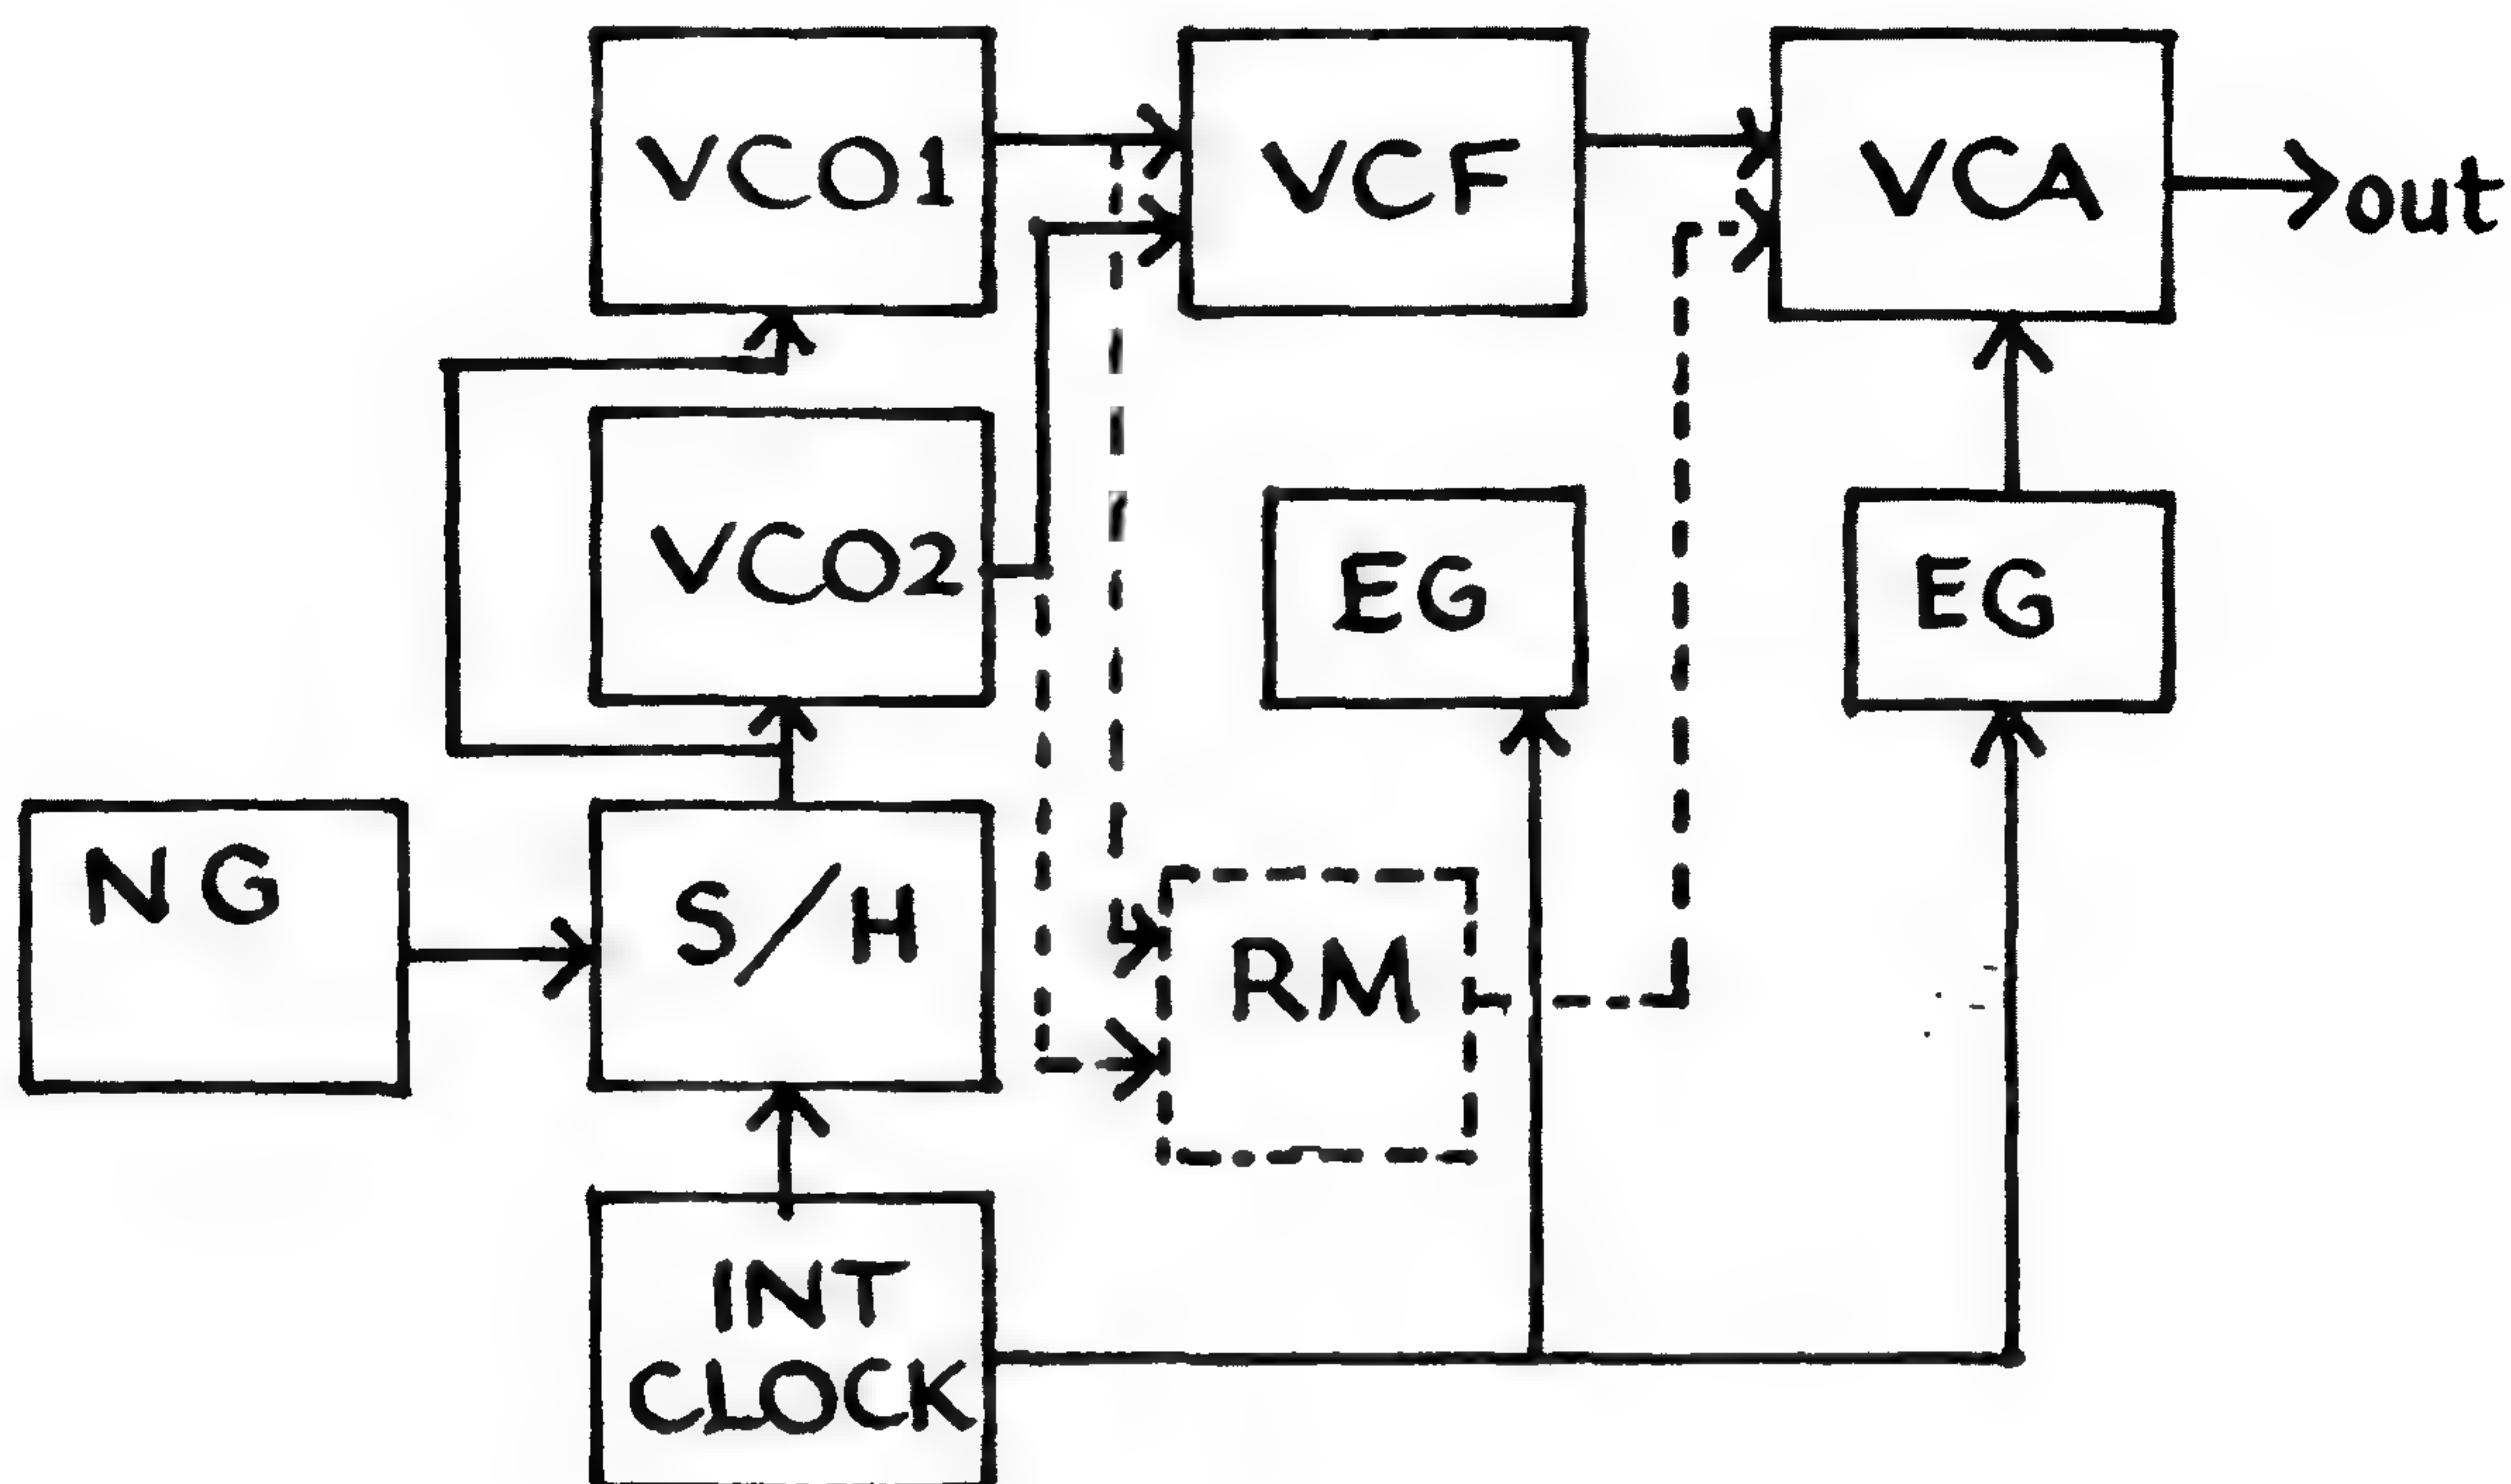 VCO1
VCF
VCA
out
VCO2
EG
EG
NG
S/H
RM
INT
CLOCK